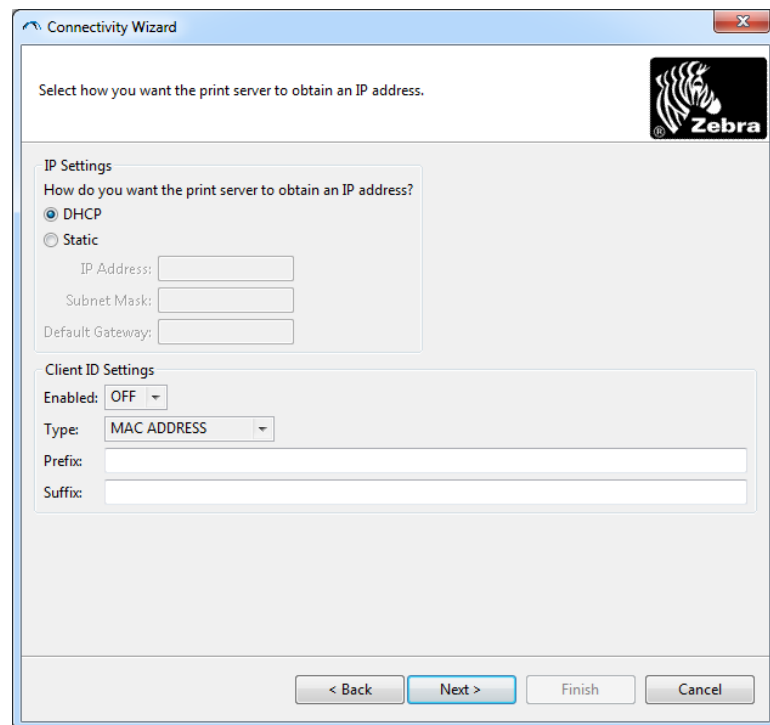 Connectivity Wizard
Select how you want the print server to obtain an IP address.
® Zebra
IP Settings
How do you want the print server to obtain an IP address?
DHCP
Static
IP Address:
Subnet Mask:
Default Gateway:
Client ID Settings
Enabled: OFF
Type: MAC ADDRESS
Prefix:
Suffix:
< Back Next > Finish Cancel